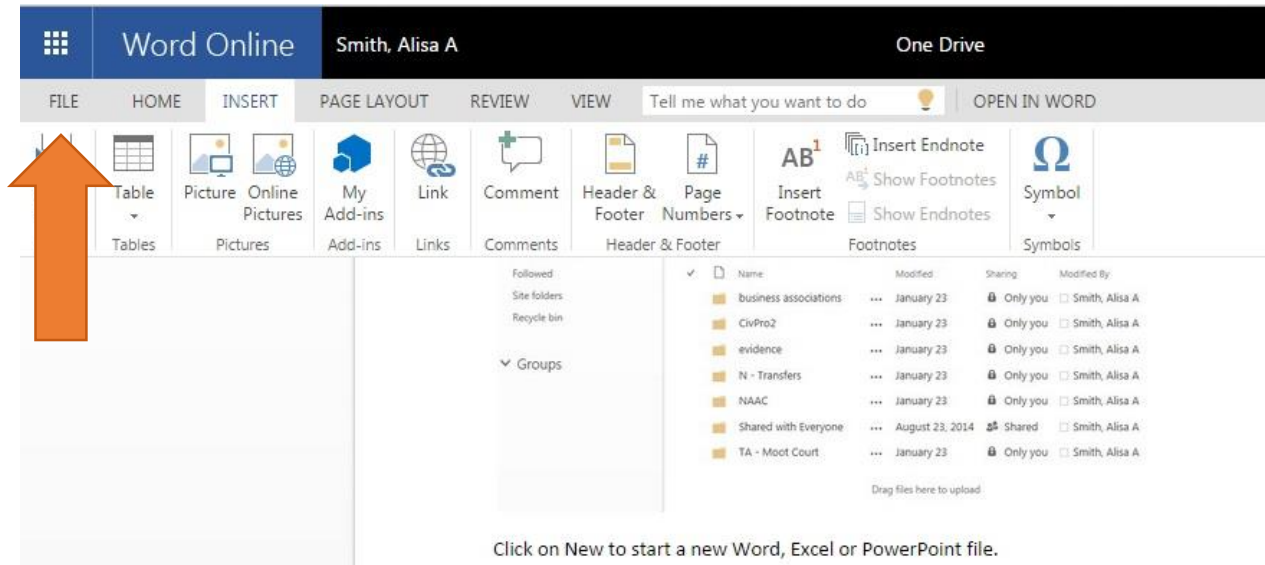 Word Online Smith, Alisa A One Drive
FILE HOME INSERT PAGE LAYOUT REVIEW VIEW Tell me what you want to do OPEN IN WORD
Table Picture Online Pictures My Add-ins Link Comment Header & Footer # Page Numbers AB1 Insert Footnote [i] Insert Endnote AB1 Show Footnotes Show Endnotes Ω Symbol
Tables Pictures Add-ins Links Comments Header & Footer Footnotes Symbols
Followed
Site folders
Recycle bin
Groups
Name Modified Sharing Modified By
business associations ... January 23 Only you Smith, Alisa A
CivPro2 ... January 23 Only you Smith, Alisa A
evidence ... January 23 Only you Smith, Alisa A
N - Transfers ... January 23 Only you Smith, Alisa A
NAAC ... January 23 Only you Smith, Alisa A
Shared with Everyone ... August 23, 2014 Shared Smith, Alisa A
TA - Moot Court ... January 23 Only you Smith, Alisa A
Drag files here to upload
Click on New to start a new Word, Excel or PowerPoint file.